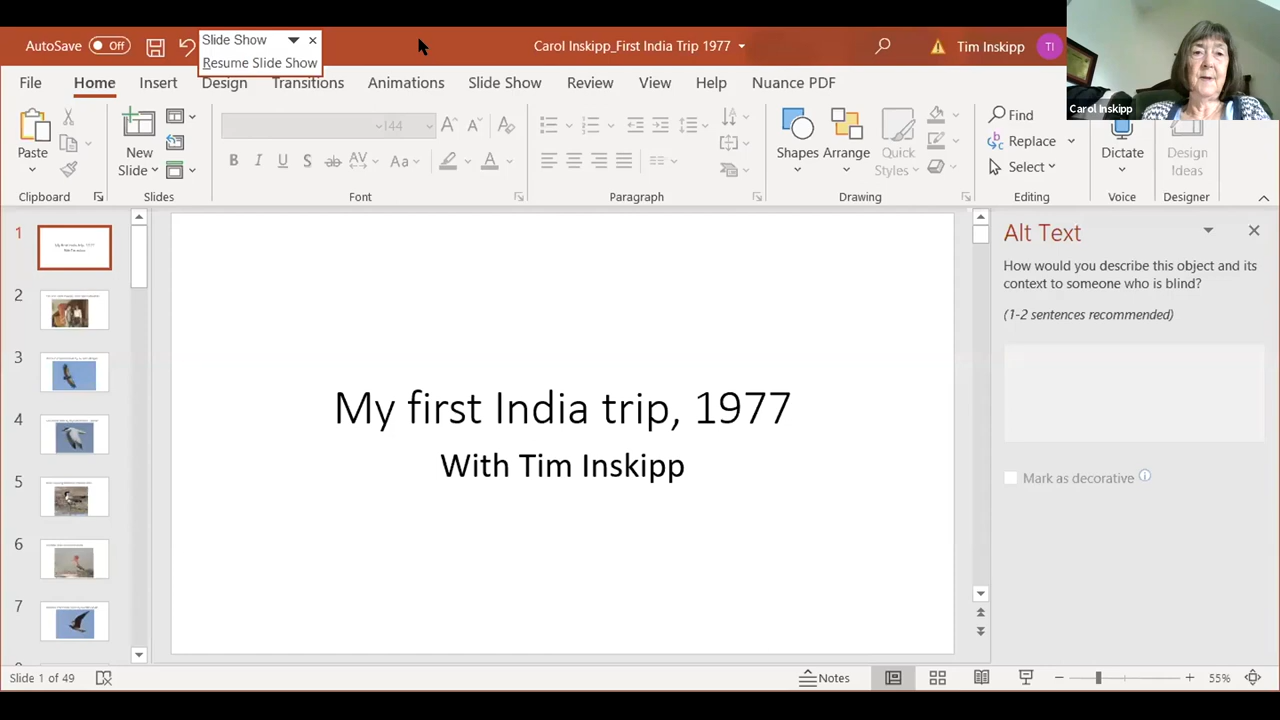 AutoSave Off
Slide Show
Resume Slide Show
Carol Inskipp_First India Trip 1977
Tim Inskipp TI
Carol Inskipp
File Home Insert Design Transitions Animations Slide Show Review View Help Nuance PDF
Paste
Clipboard
New
Slide
Slides
44
B I U S ab AV Aa A
Font
Paragraph
Shapes Arrange Quick
Styles
Drawing
Find
Replace
Select
Editing
Dictate
Voice
Design
Ideas
Designer
1
2
3
4
5
6
7
My first India trip, 1977
With Tim Inskipp
Alt Text
How would you describe this object and its
context to someone who is blind?
(1-2 sentences recommended)
Mark as decorative
Slide 1 of 49
Notes
55%